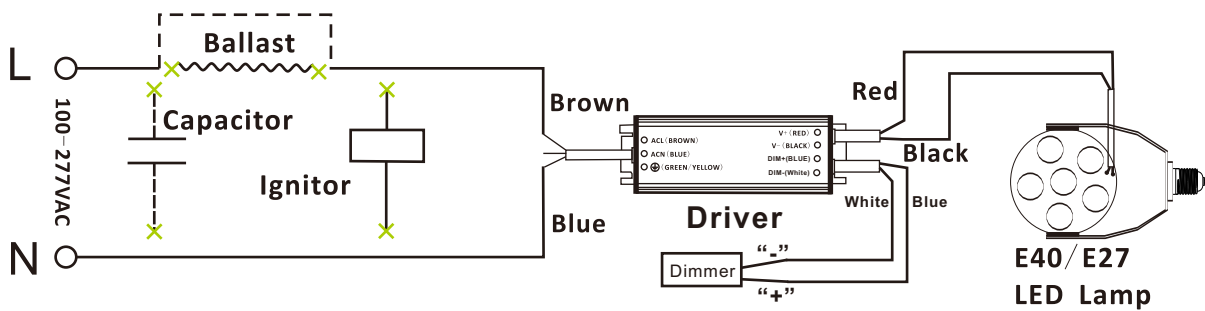 Ballast
L
Brown
Red
100-277VAC
Capacitor
ACL(BROWN)
ACN(BLUE)
(GREEN/YELLOW)
V+(RED)
V-(BLACK)
DIM+(BLUE)
DIM-(White)
Black
Ignitor
Blue
Driver
White
Blue
N
Dimmer
“-”
“+”
E40/E27
LED Lamp